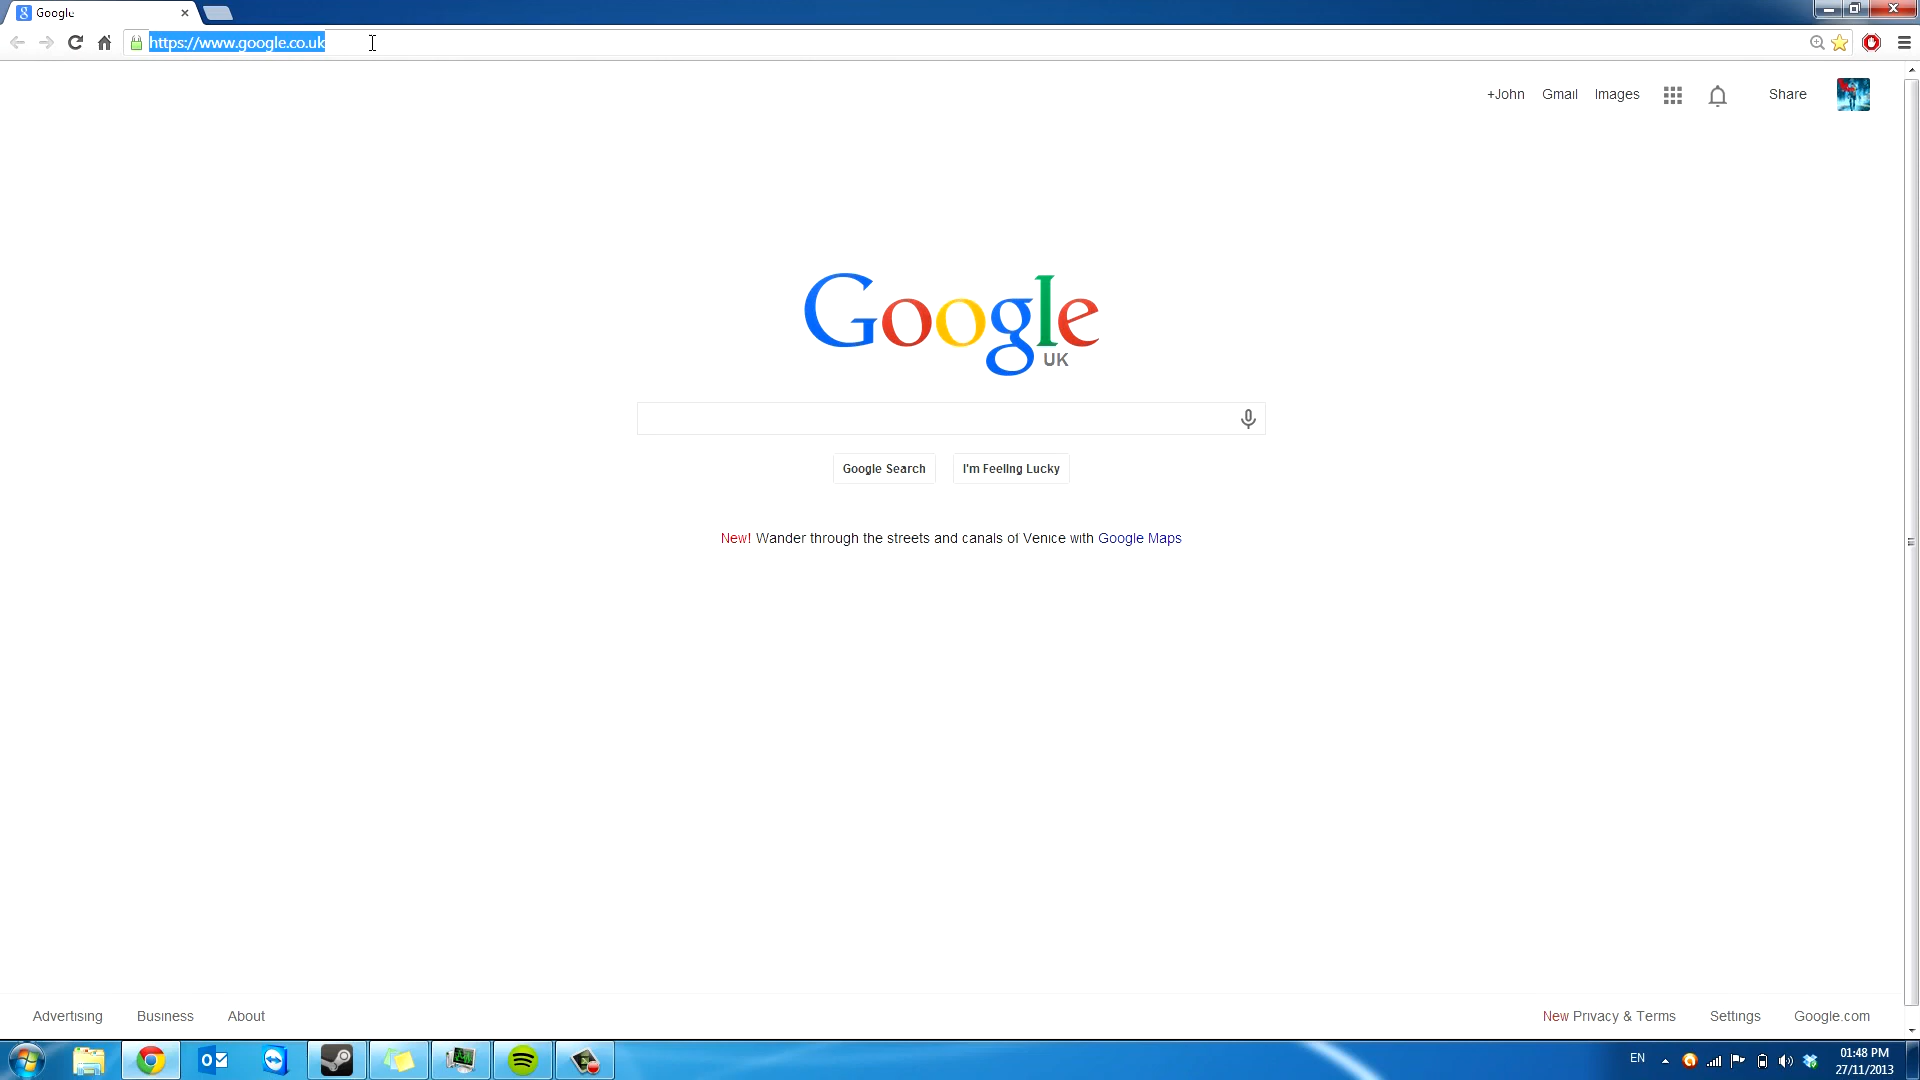 Google
https://www.google.co.uk
+John Gmail Images Share
Google
UK
Google Search I'm Feeling Lucky
New! Wander through the streets and canals of Venice with Google Maps
Advertising Business About New Privacy & Terms Settings Google.com
EN 01:48 PM
27/11/2013